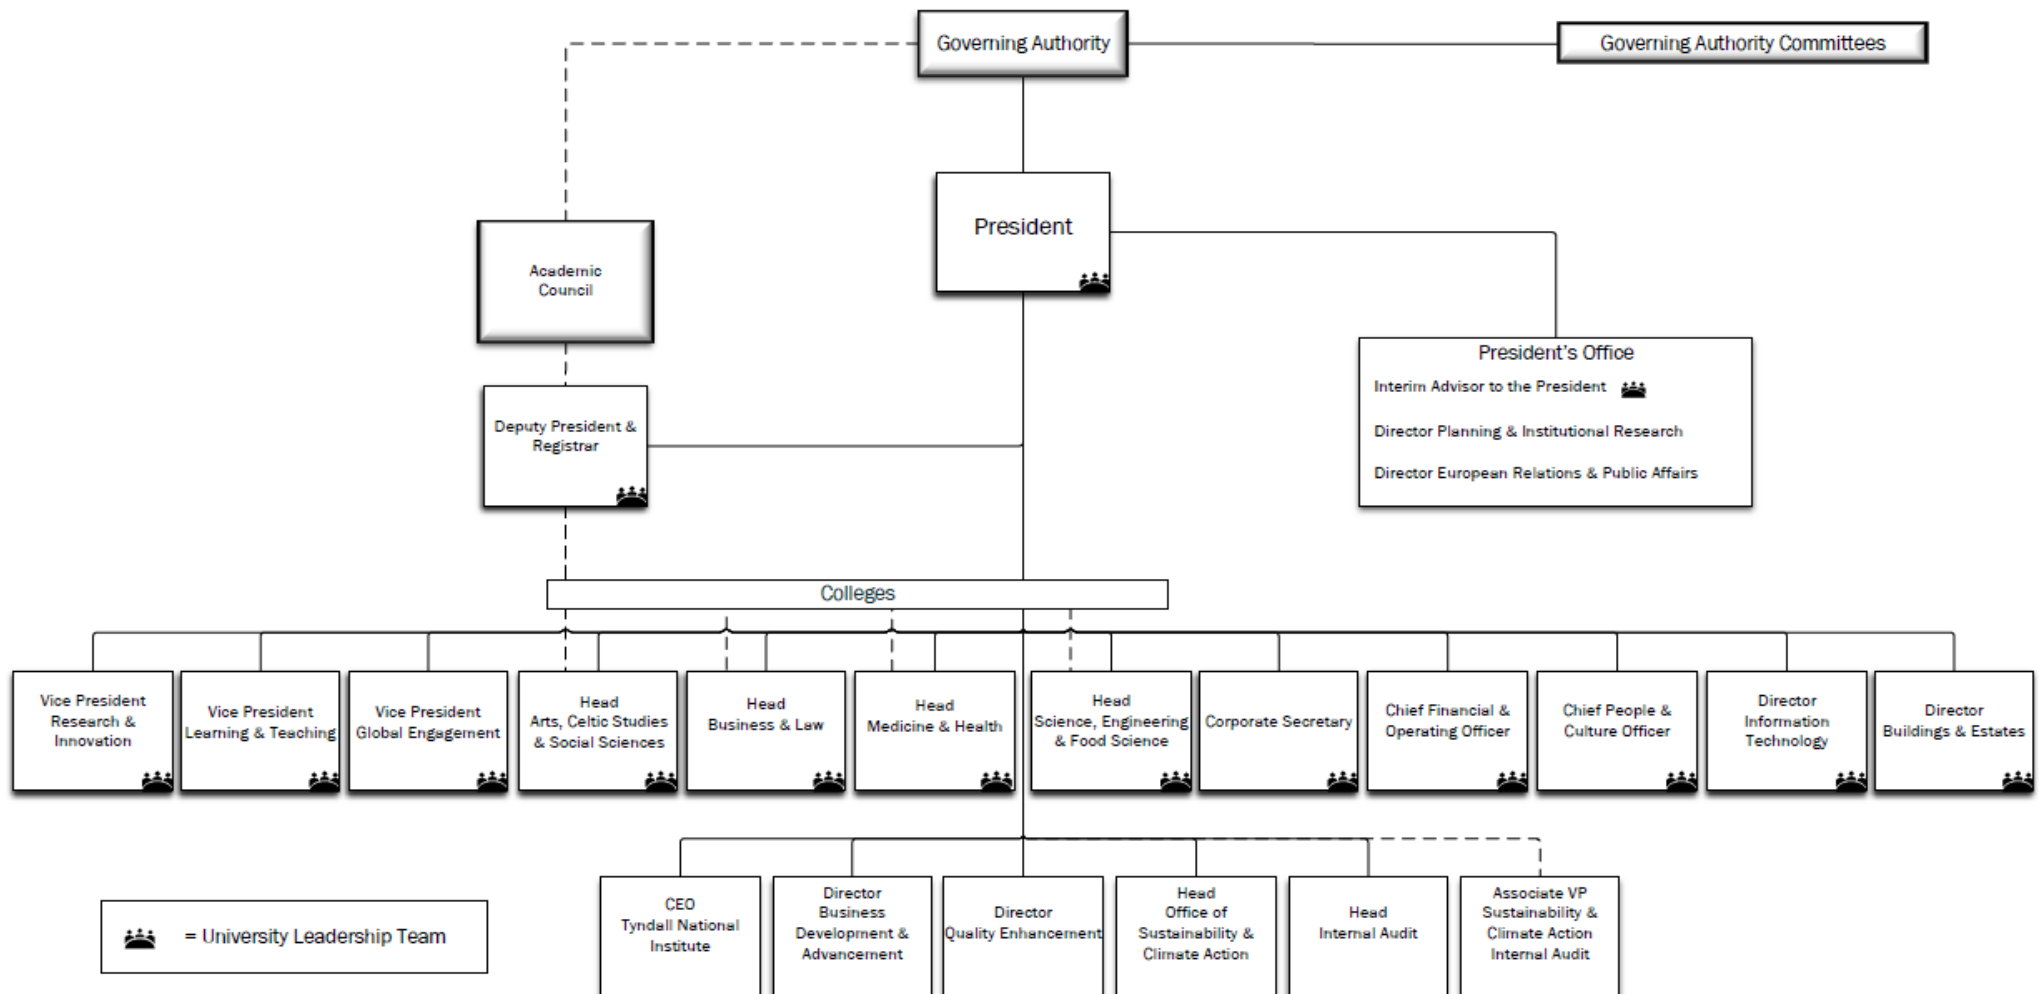 Governing Authority
Governing Authority Committees
President
Academic
Council
President's Office
Interim Advisor to the President
Director Planning & Institutional Research
Director European Relations & Public Affairs
Deputy President &
Registrar
Colleges
Vice President
Research &
Innovation
Vice President
Learning & Teaching
Vice President
Global Engagement
Head
Arts, Celtic Studies
& Social Sciences
Head
Business & Law
Head
Medicine & Health
Head
Science, Engineering
& Food Science
Corporate Secretary
Chief Financial &
Operating Officer
Chief People &
Culture Officer
Director
Information
Technology
Director
Buildings & Estates
CEO
Tyndall National
Institute
Director
Business
Development &
Advancement
Director
Quality Enhancement
Head
Office of
Sustainability &
Climate Action
Head
Internal Audit
Associate VP
Sustainability &
Climate Action
Internal Audit
= University Leadership Team